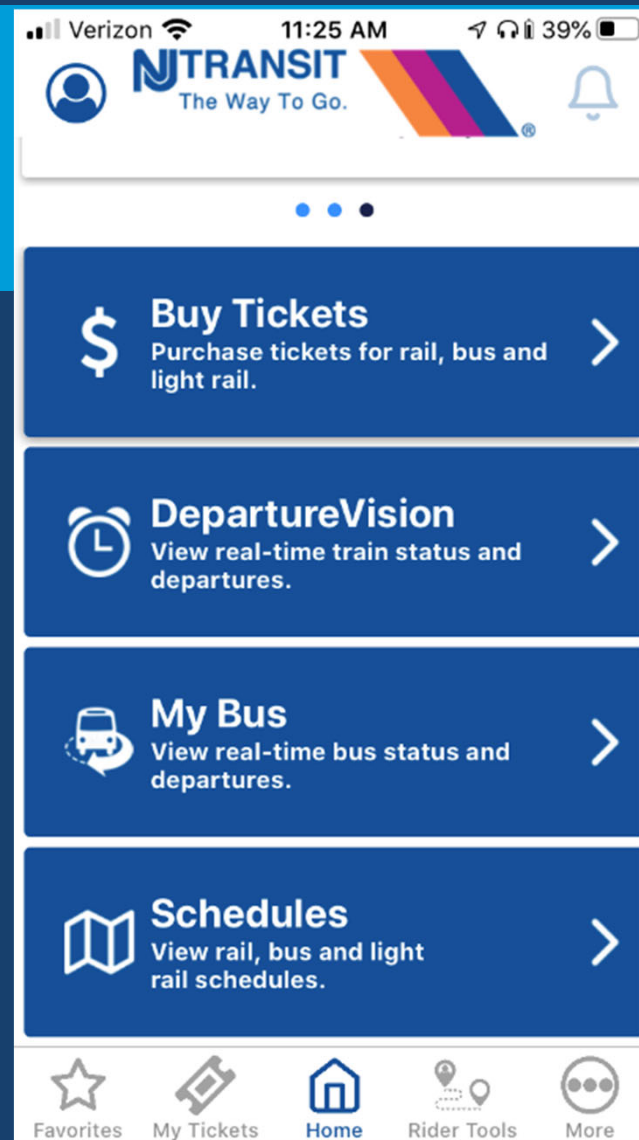 Verizon 11:25 AM 39%
NJTRANSIT
The Way To Go.
®
$ Buy Tickets
Purchase tickets for rail, bus and
light rail.
DepartureVision
View real-time train status and
departures.
My Bus
View real-time bus status and
departures.
Schedules
View rail, bus and light
rail schedules.
Favorites My Tickets Home Rider Tools More